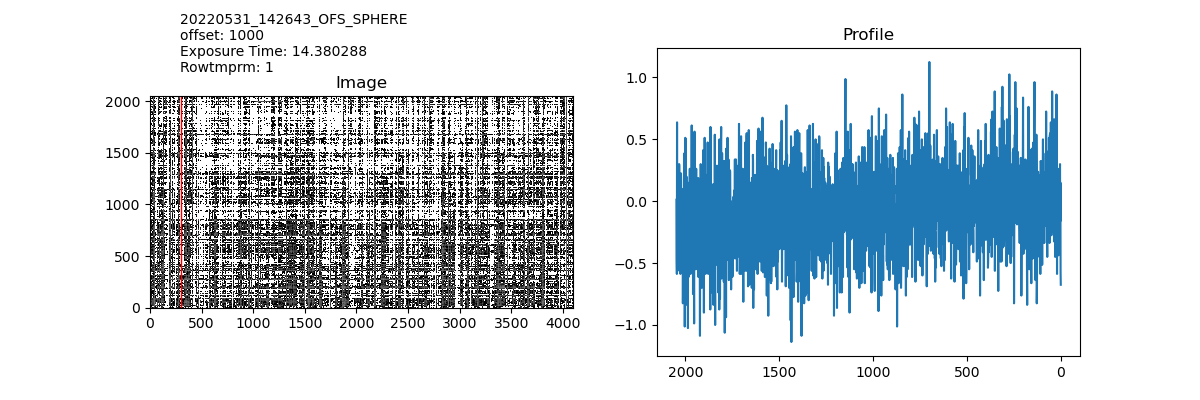 20220531_142643_OFS_SPHERE
offset: 1000
Exposure Time: 14.380288
Rowtmprm: 1
Image
2000
1500
1000
500
0
0 500 1000 1500 2000 2500 3000 3500 4000
Profile
1.0
0.5
0.0
−0.5
−1.0
2000 1500 1000 500 0